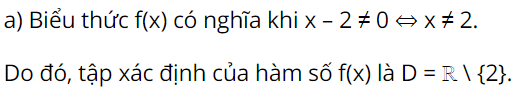 a) Biểu thức f(x) có nghĩa khi x – 2 ≠ 0 ⇔ x ≠ 2.
Do đó, tập xác định của hàm số f(x) là D = ℝ \ {2}.